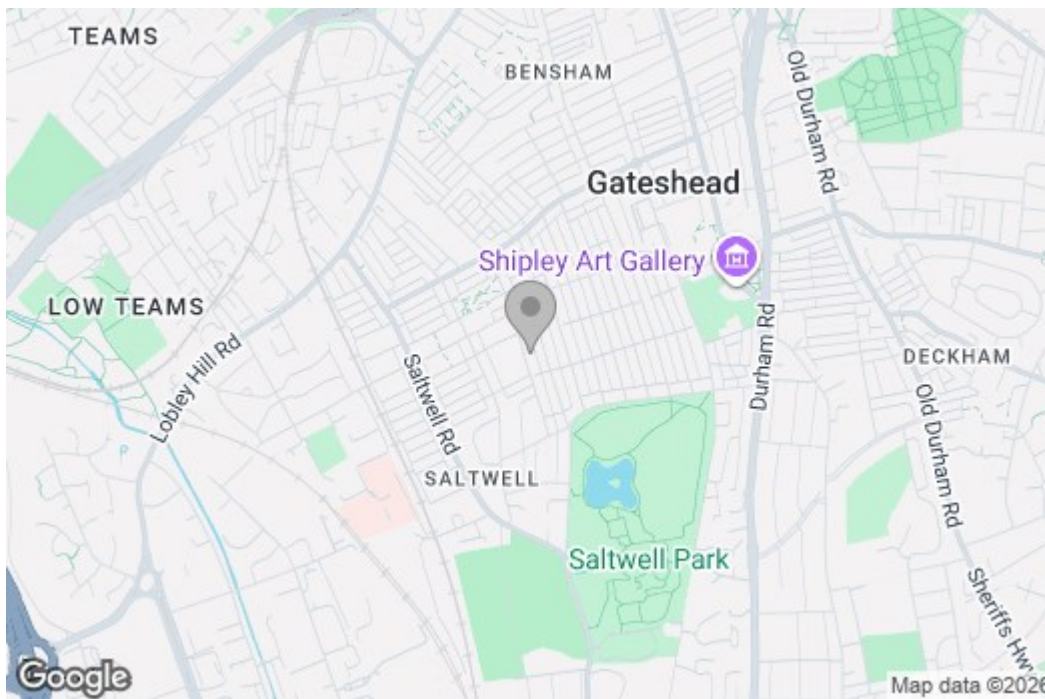 TEAMS
BENSHAM
Old Durham Rd
Gateshead
Shipley Art Gallery
LOW TEAMS
Lobley Hill Rd
Saltwell Rd
Durham Rd
DECKHAM
Old Durham Rd
SALTWELL
Saltwell Park
Sheriffs Hwy
P
Google
Map data ©2026